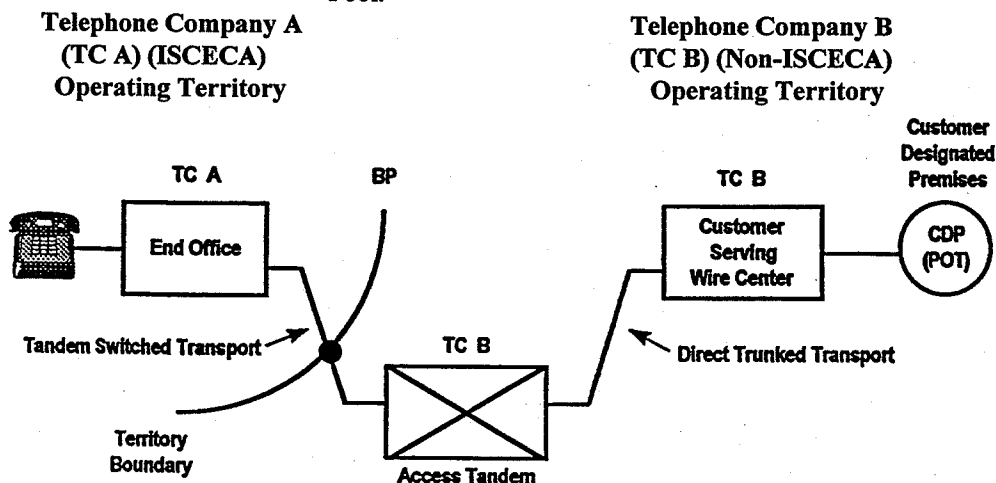 Telephone Company A
(TC A) (ISCECA)
Operating Territory
Telephone Company B
(TC B) (Non-ISCECA)
Operating Territory
Customer
Designated
Premises
TC A
BP
TC B
End Office
Customer
Serving
Wire Center
CDP
(POT)
Tandem Switched Transport
TC B
Direct Trunked Transport
Territory
Boundary
Access Tandem